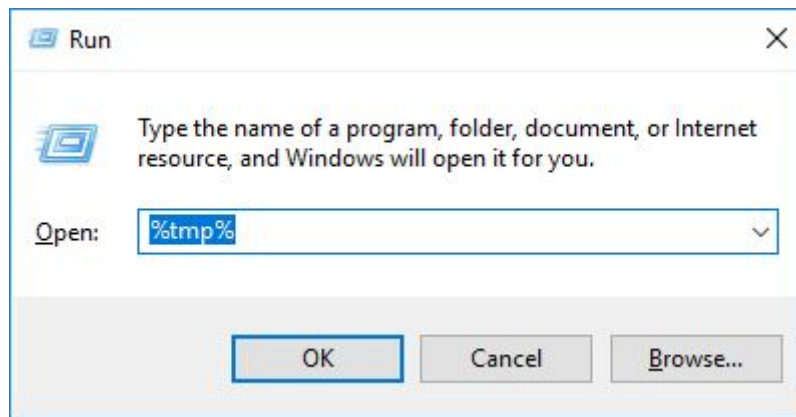 Run
Type the name of a program, folder, document, or Internet
resource, and Windows will open it for you.
Open: %tmp%
OK Cancel Browse...